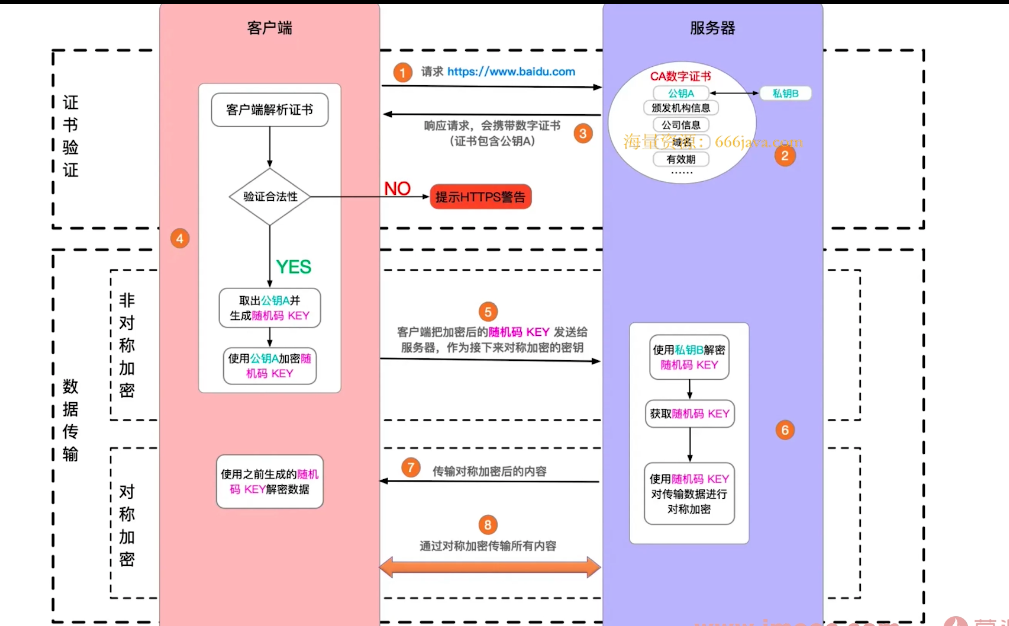 客户端
服务器
证书验证
1
请求 https://www.baidu.com
CA数字证书
公钥A
私钥B
颁发机构信息
公司信息
域名
有效期
······
海量资源：666java.com
2
客户端解析证书
响应请求，会携带数字证书
（证书包含公钥A）
3
验证合法性
NO
提示HTTPS警告
4
YES
数据传输
非对称加密
取出公钥A并
生成随机码 KEY
使用公钥A加密随
机码 KEY
5
客户端把加密后的随机码 KEY 发送给
服务器，作为接下来对称加密的密钥
使用私钥B解密
随机码 KEY
获取随机码 KEY
6
使用随机码 KEY
对传输数据进行
对称加密
对称加密
使用之前生成的随机
码 KEY解密数据
7
传输对称加密后的内容
8
通过对称加密传输所有内容